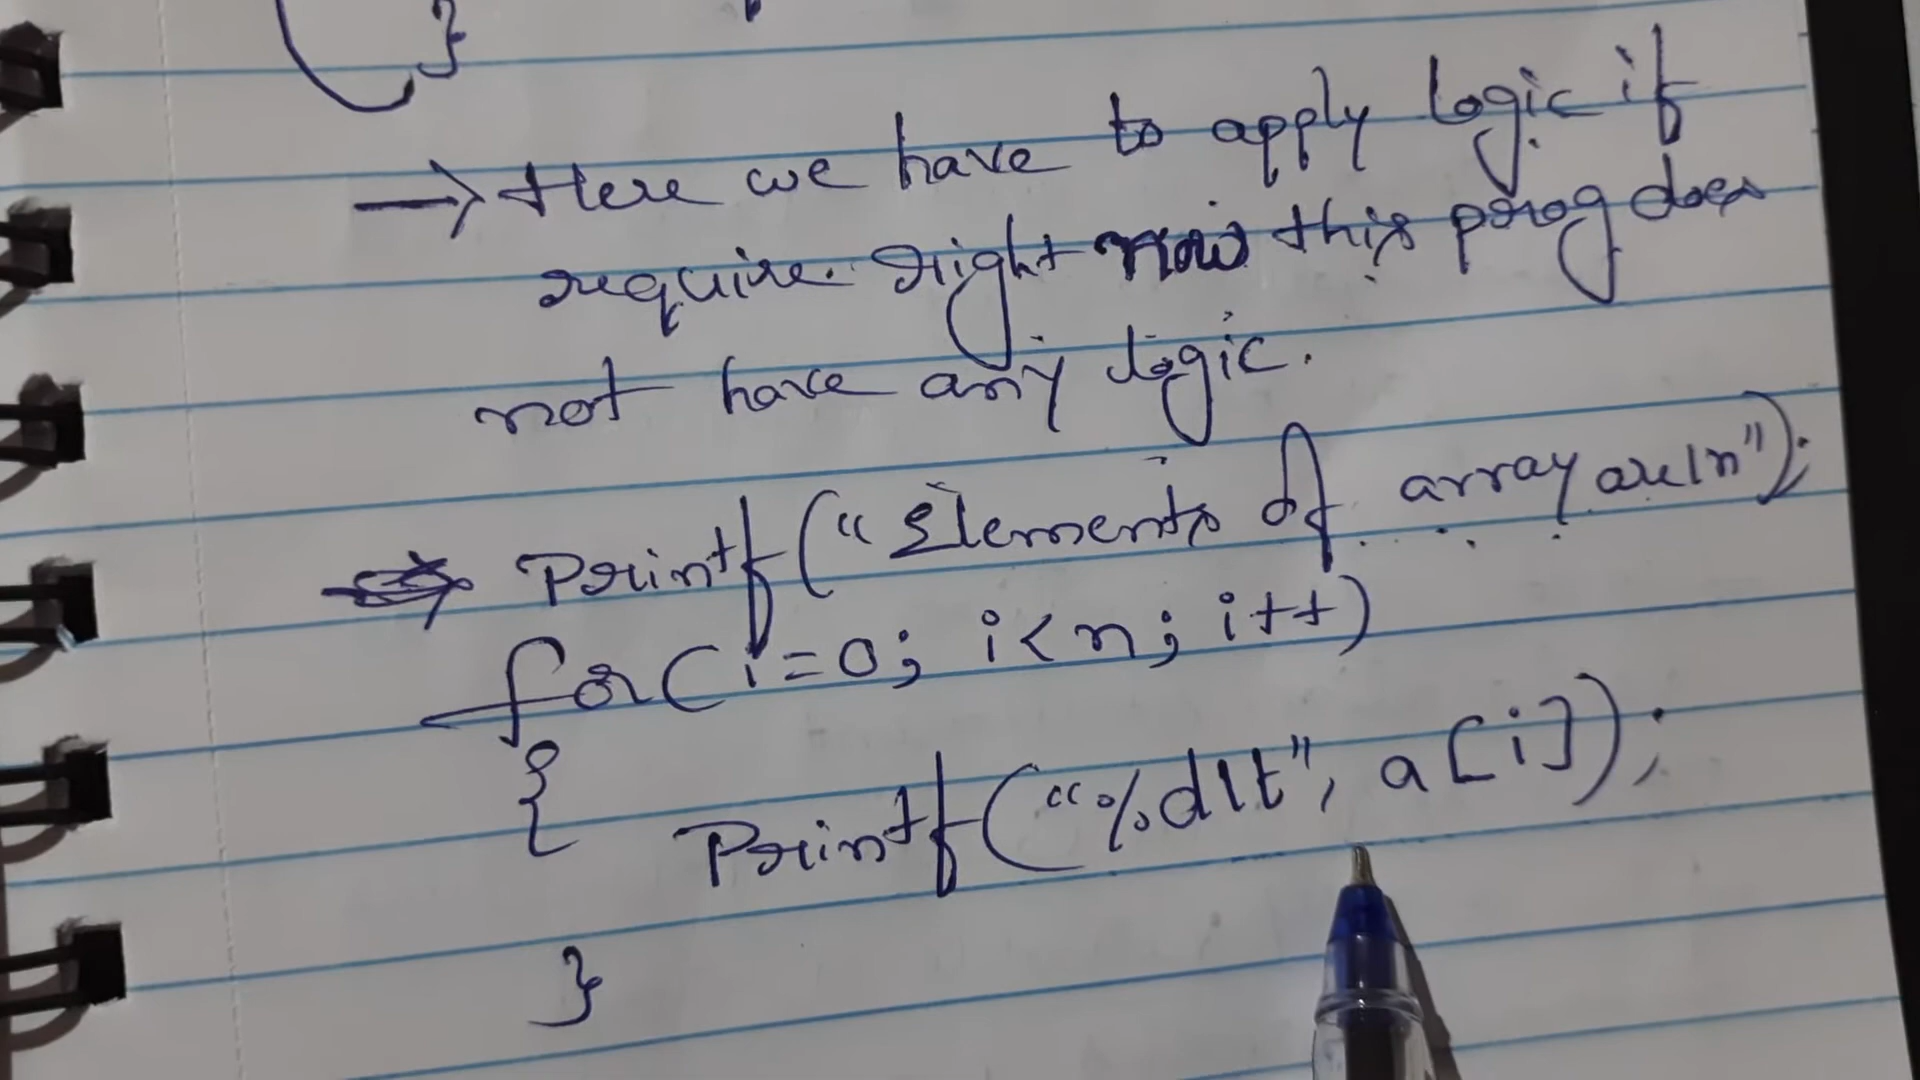 }
→ Here we have to apply logic if
require. Right now this prog does
not have any logic.
Printf("Elements of array are\n");
for(i=0; i<n; i++)
{
Printf("%d\t", a[i]);
}